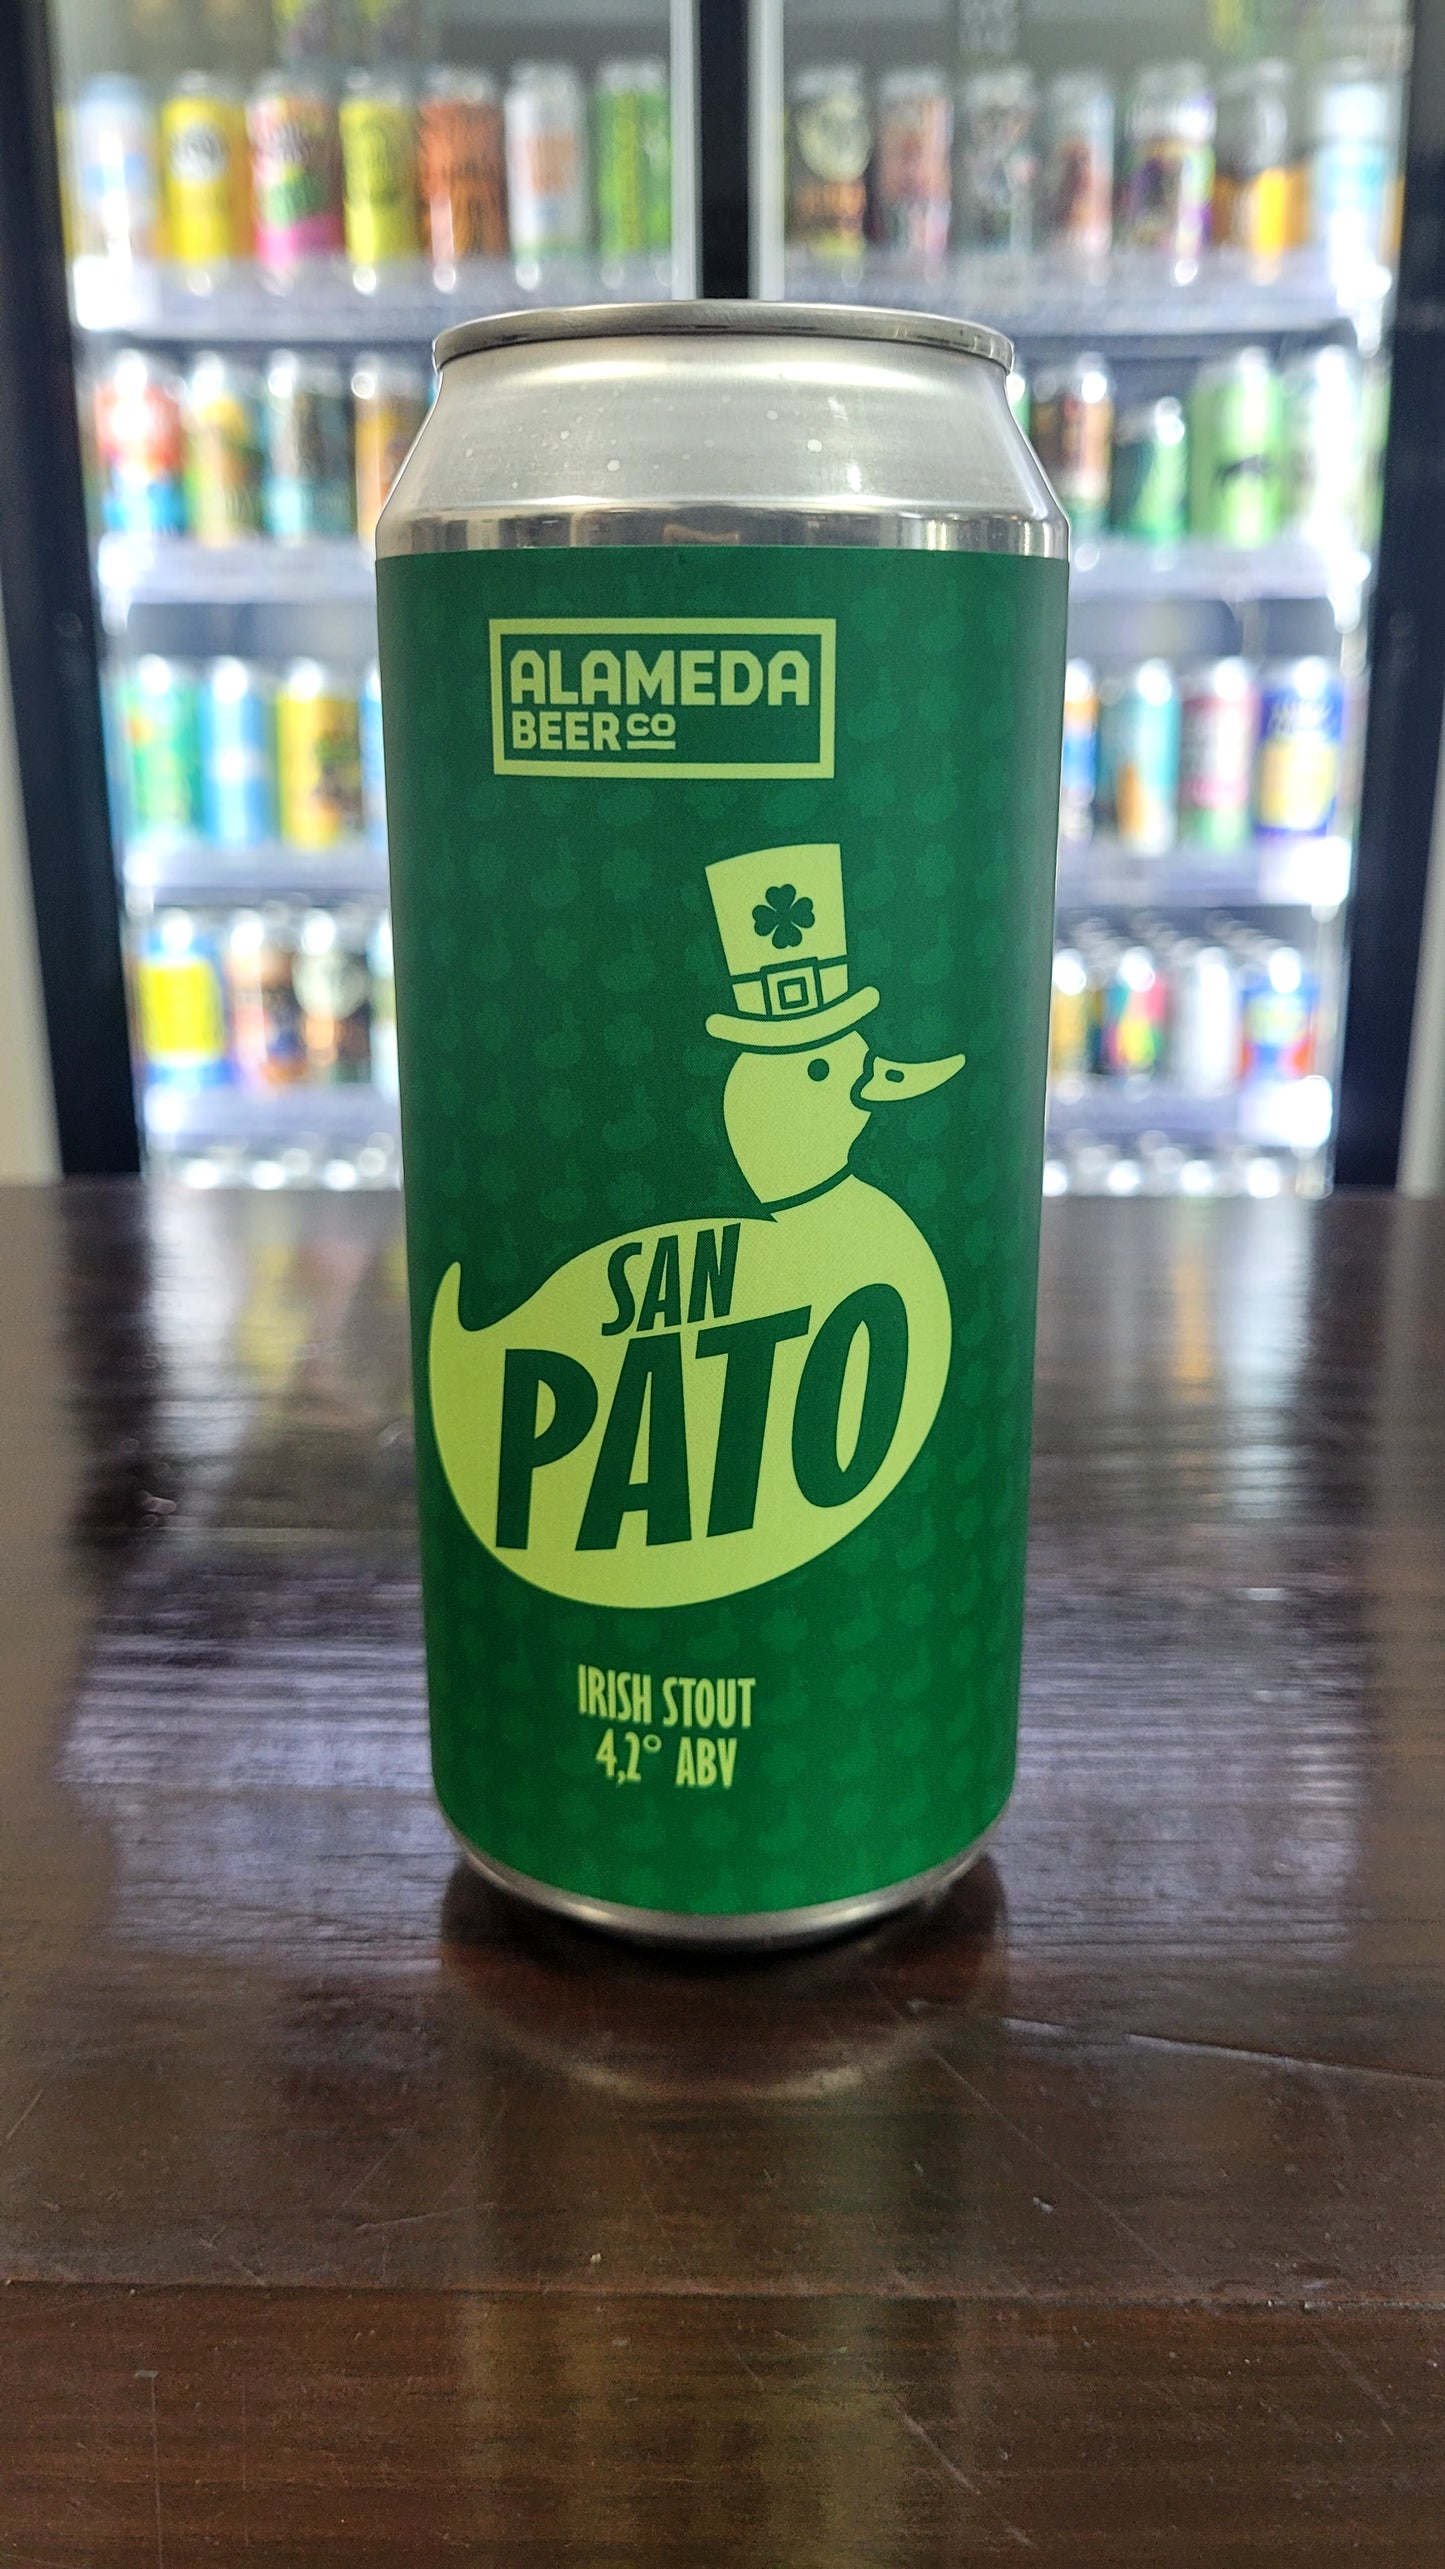 ALAMEDA
BEER CO
SAN
PATO
IRISH STOUT
4,2° ABV